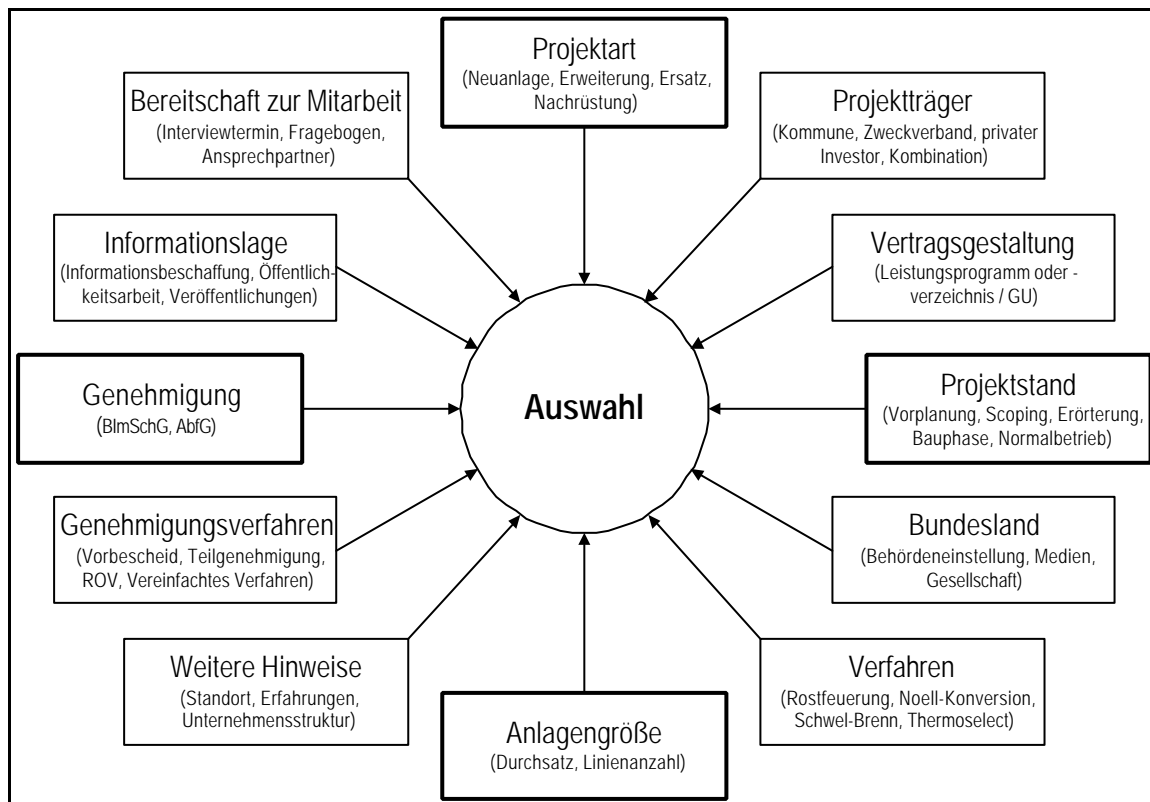 Projektart
(Neuanlage, Erweiterung, Ersatz,
Nachrüstung)
Bereitschaft zur Mitarbeit
(Interviewtermin, Fragebogen,
Ansprechpartner)
Projektträger
(Kommune, Zweckverband, privater
Investor, Kombination)
Informationslage
(Informationsbeschaffung, Öffentlich-
keitsarbeit, Veröffentlichungen)
Vertragsgestaltung
(Leistungsprogramm oder -
verzeichnis / GU)
Genehmigung
(BImSchG, AbfG)
Auswahl
Projektstand
(Vorplanung, Scoping, Erörterung,
Bauphase, Normalbetrieb)
Genehmigungsverfahren
(Vorbescheid, Teilgenehmigung,
ROV, Vereinfachtes Verfahren)
Bundesland
(Behördeneinstellung, Medien,
Gesellschaft)
Weitere Hinweise
(Standort, Erfahrungen,
Unternehmensstruktur)
Verfahren
(Rostfeuerung, Noell-Konversion,
Schwel-Brenn, Thermoselect)
Anlagengröße
(Durchsatz, Linienanzahl)